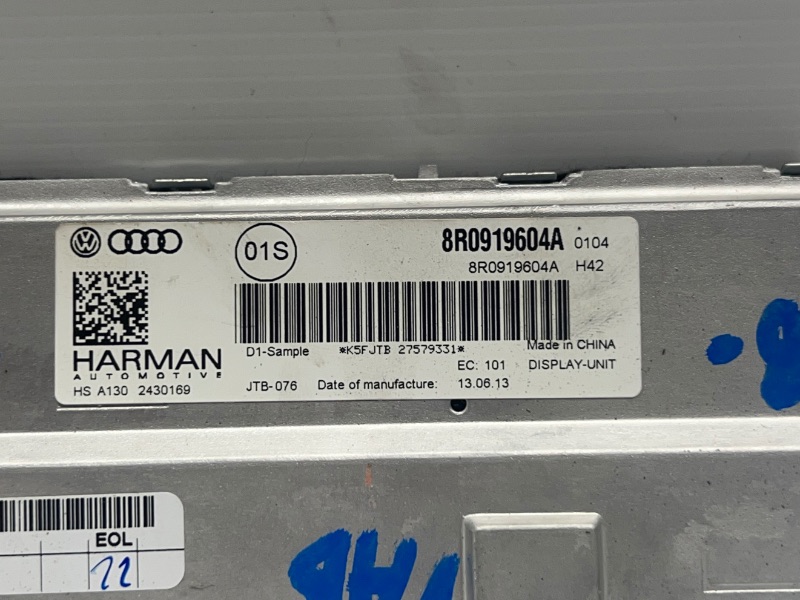 01S
8R0919604A 0104
8R0919604A H42
HARMAN
AUTOMOTIVE
HS A130 2430169
D1-Sample *K5FJTB 27579331* Made in CHINA
EC: 101 DISPLAY-UNIT
JTB-076 Date of manufacture: 13.06.13
EOL